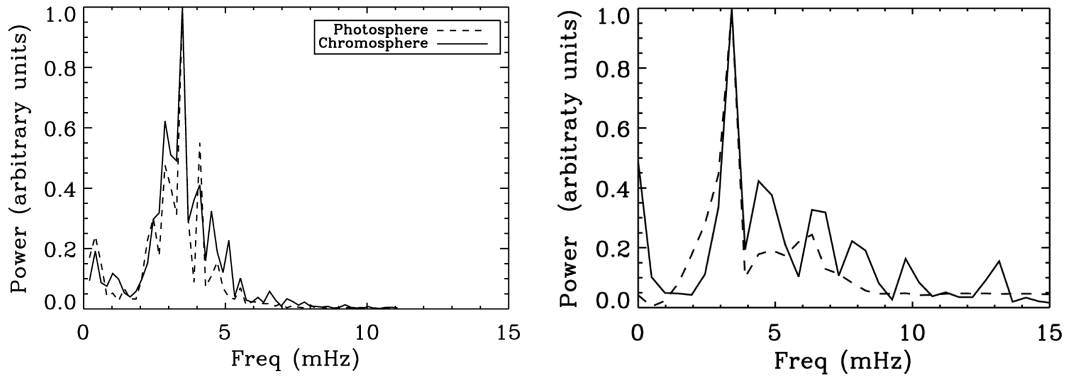 1.0
0.8
0.6
0.4
0.2
0.0
Power (arbitrary units)
Photosphere
Chromosphere
0 5 10 15
Freq (mHz)
1.0
0.8
0.6
0.4
0.2
0.0
Power (arbitraty units)
0 5 10 15
Freq (mHz)